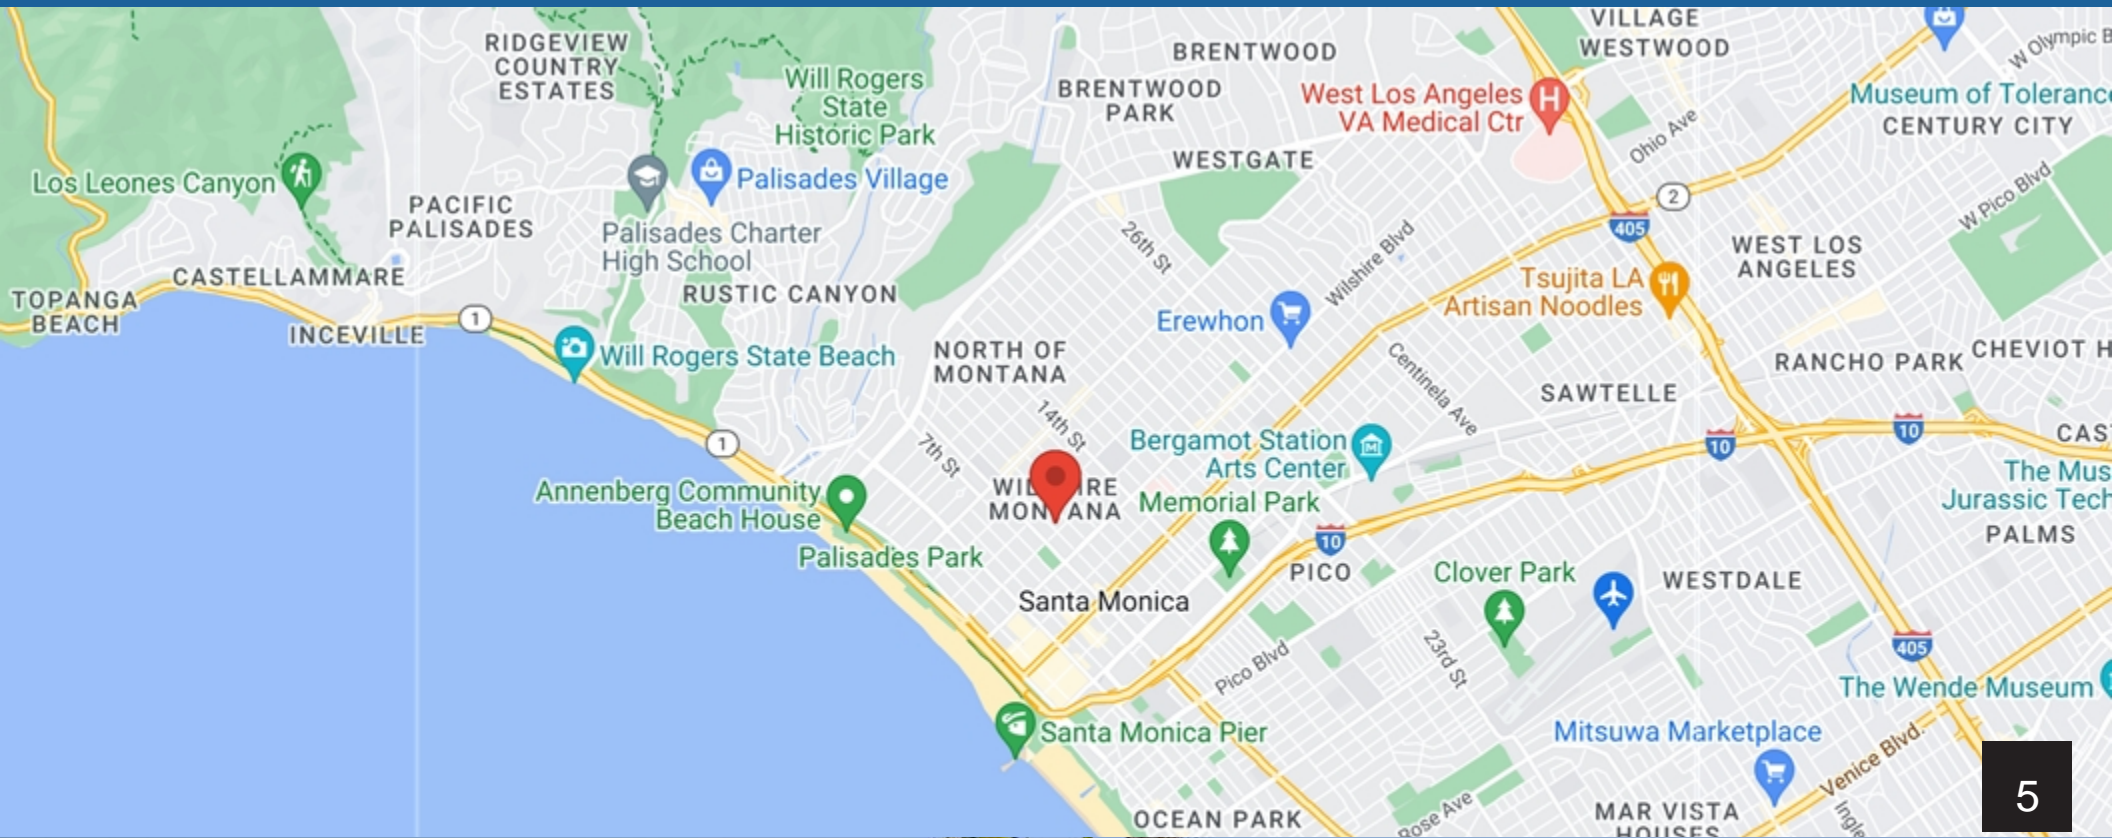 VILLAGE
WESTWOOD
W Olympic B
RIDGEVIEW
COUNTRY
ESTATES
BRENTWOOD
Will Rogers
State
Historic Park
BRENTWOOD
PARK
West Los Angeles
VA Medical Ctr
H
Museum of Tolerance
CENTURY CITY
Ohio Ave
WESTGATE
Los Leones Canyon
Palisades Village
2
W Pico Blvd
PACIFIC
PALISADES
Palisades Charter
High School
26th St
Wilshire Blvd
405
WEST LOS
ANGELES
CASTELLAMMARE
RUSTIC CANYON
Tsujita LA
Artisan Noodles
TOPANGA
BEACH
INCEVILLE
1
Erewhon
Will Rogers State Beach
NORTH OF
MONTANA
Centinela Ave
RANCHO PARK
CHEVIOT H
SAWTELLE
14th St
1
7th St
Bergamot Station
Arts Center
M
10
10
CAS
The Mus
Jurassic Tech
Annenberg Community
Beach House
WIL IRE
MON ANA
Memorial Park
10
PALMS
Palisades Park
PICO
Clover Park
WESTDALE
Santa Monica
Pico Blvd
23rd St
405
The Wende Museum
Santa Monica Pier
Mitsuwa Marketplace
Venice Blvd.
OCEAN PARK
Rose Ave
MAR VISTA
HOUSES
Ingle
5